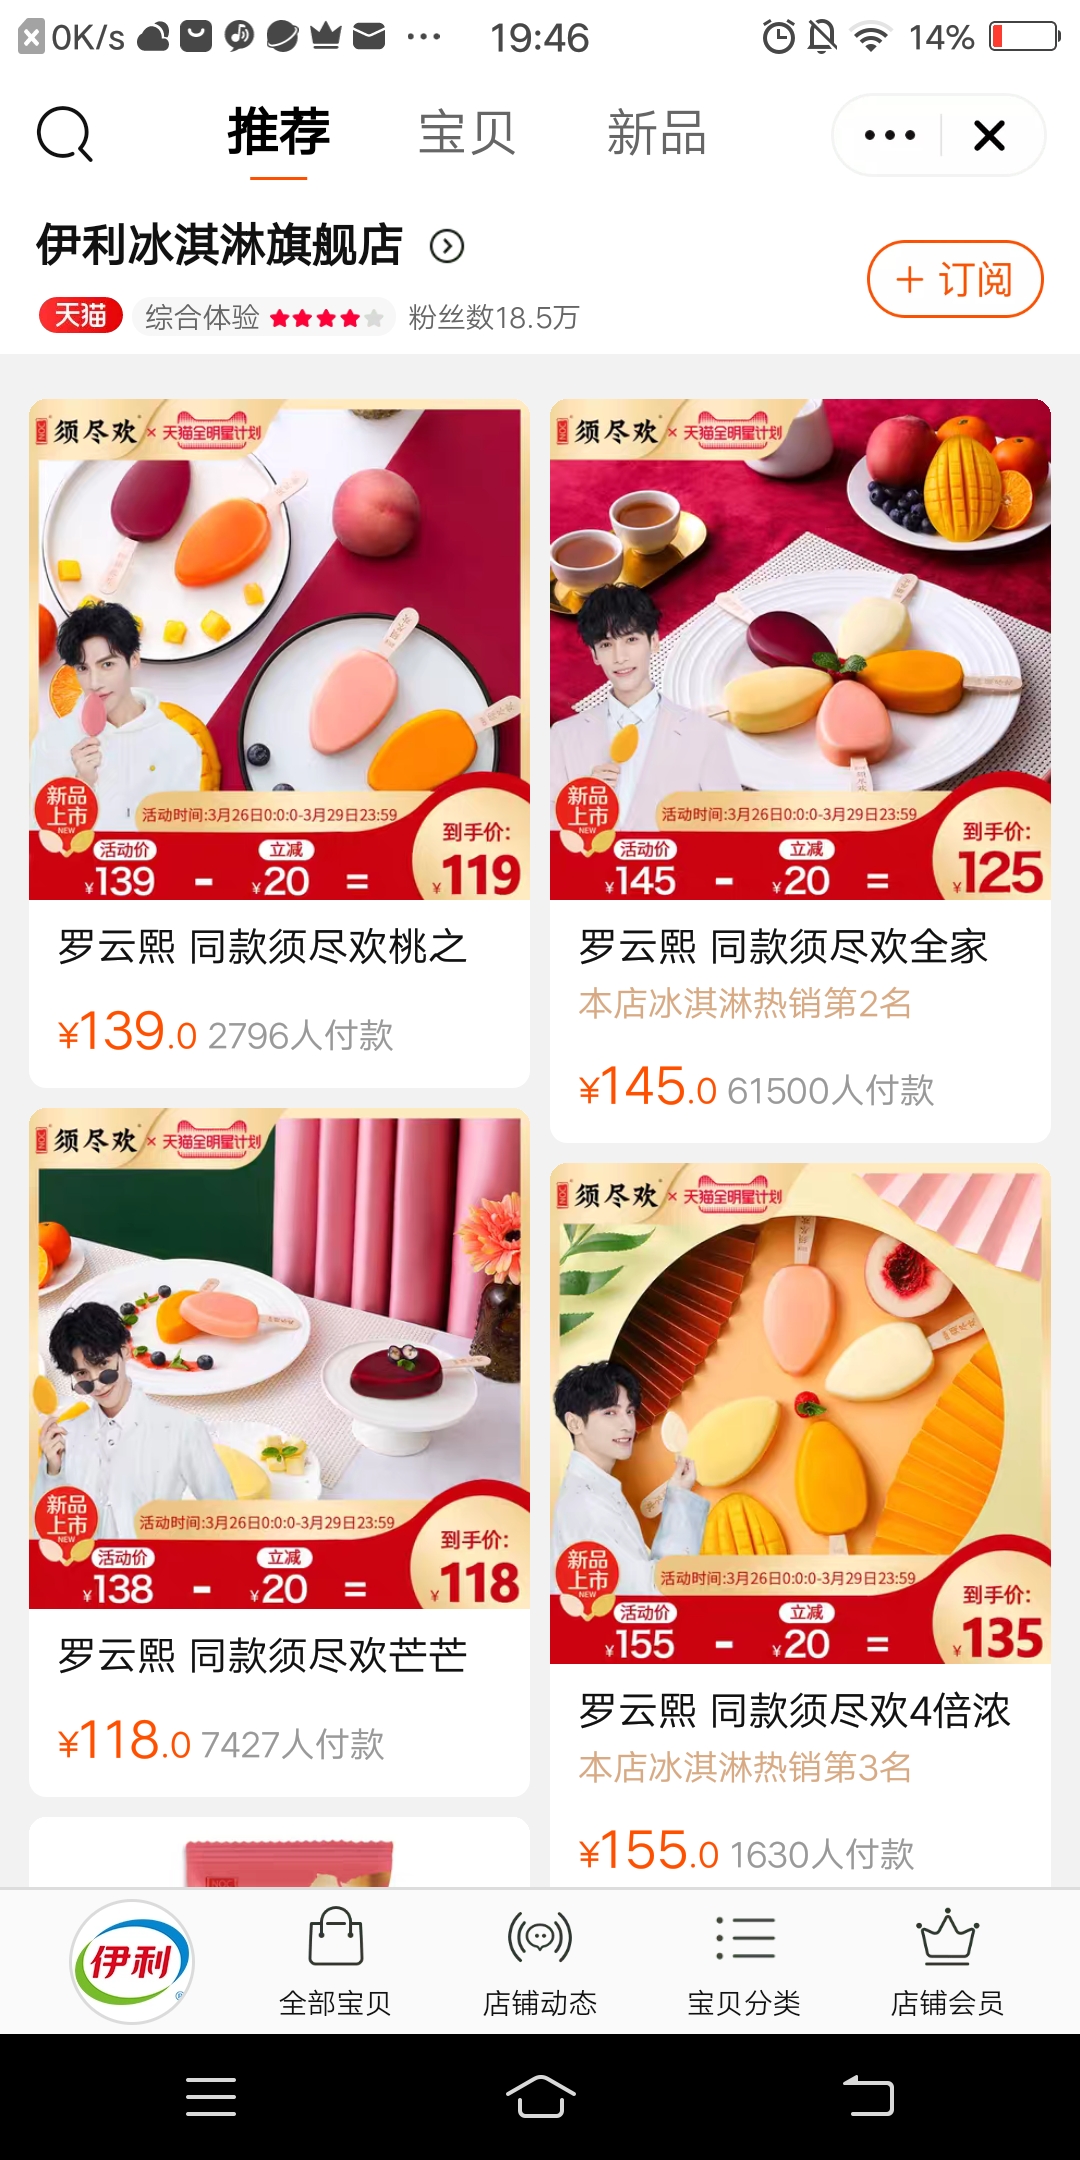 0K/s
19:46
14%
推荐
宝贝
新品
伊利冰淇淋旗舰店
+ 订阅
天猫
综合体验
粉丝数18.5万
须尽欢 × 天猫全明星计划
新品
上市
NEW
活动时间:3月26日0:0:0-3月29日23:59
活动价
¥139
-
立减
¥20
=
到手价:
¥119
罗云熙 同款须尽欢桃之
¥139.0 2796人付款
须尽欢 × 天猫全明星计划
新品
上市
NEW
活动时间:3月26日0:0:0-3月29日23:59
活动价
¥145
-
立减
¥20
=
到手价:
¥125
罗云熙 同款须尽欢全家
本店冰淇淋热销第2名
¥145.0 61500人付款
须尽欢 × 天猫全明星计划
新品
上市
NEW
活动时间:3月26日0:0:0-3月29日23:59
活动价
¥138
-
立减
¥20
=
到手价:
¥118
罗云熙 同款须尽欢芒芒
¥118.0 7427人付款
须尽欢 × 天猫全明星计划
新品
上市
NEW
活动时间:3月26日0:0:0-3月29日23:59
活动价
¥155
-
立减
¥20
=
到手价:
¥135
罗云熙 同款须尽欢4倍浓
本店冰淇淋热销第3名
¥155.0 1630人付款
伊利
全部宝贝
店铺动态
宝贝分类
店铺会员